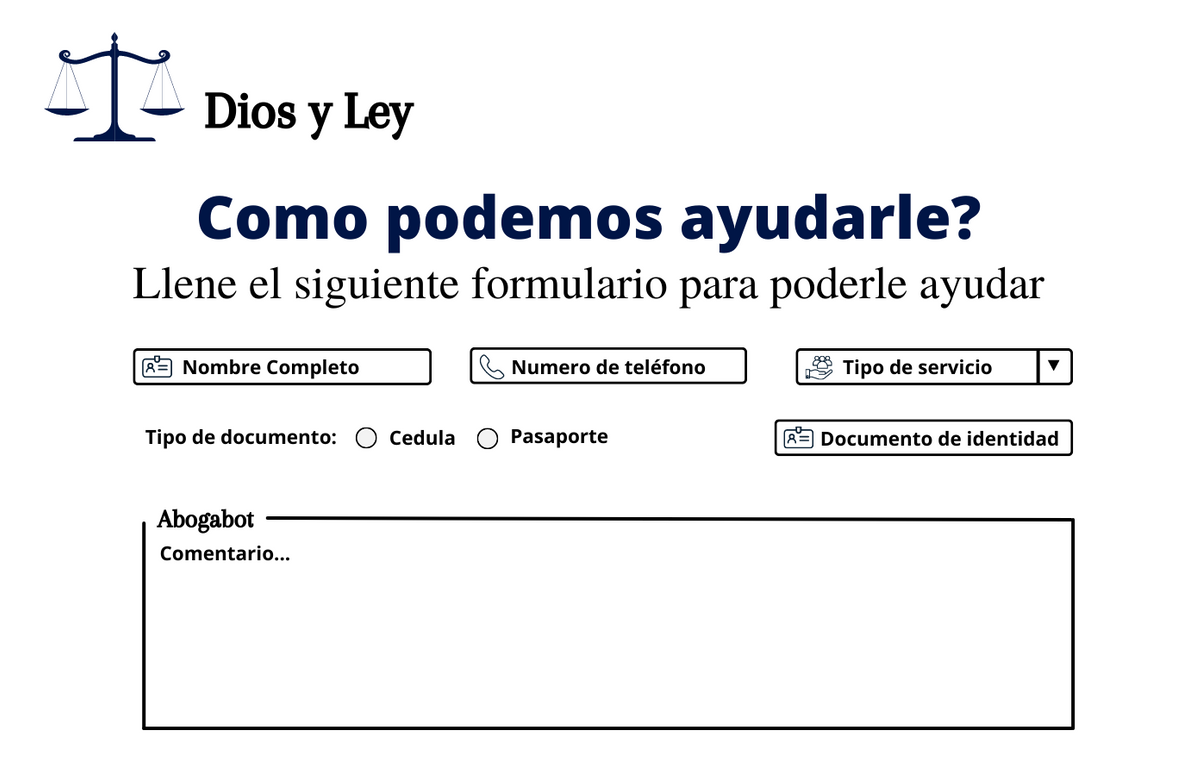 Dios y Ley
Como podemos ayudarle?
Llene el siguiente formulario para poderle ayudar
Nombre Completo
Numero de teléfono
Tipo de servicio
Tipo de documento: Cedula Pasaporte
Documento de identidad
Abogabot
Comentario...